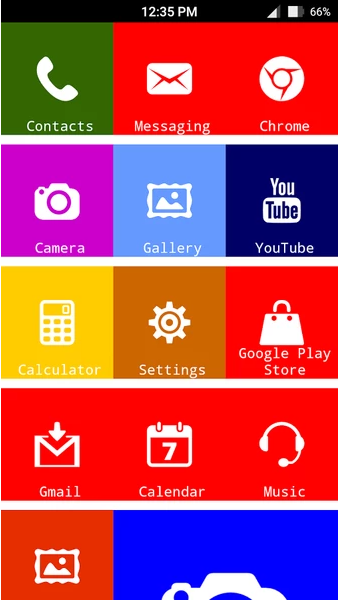 12:35 PM 66%
Contacts Messaging Chrome
You
Tube
Camera Gallery YouTube
Calculator Settings Google Play
Store
7
Gmail Calendar Music